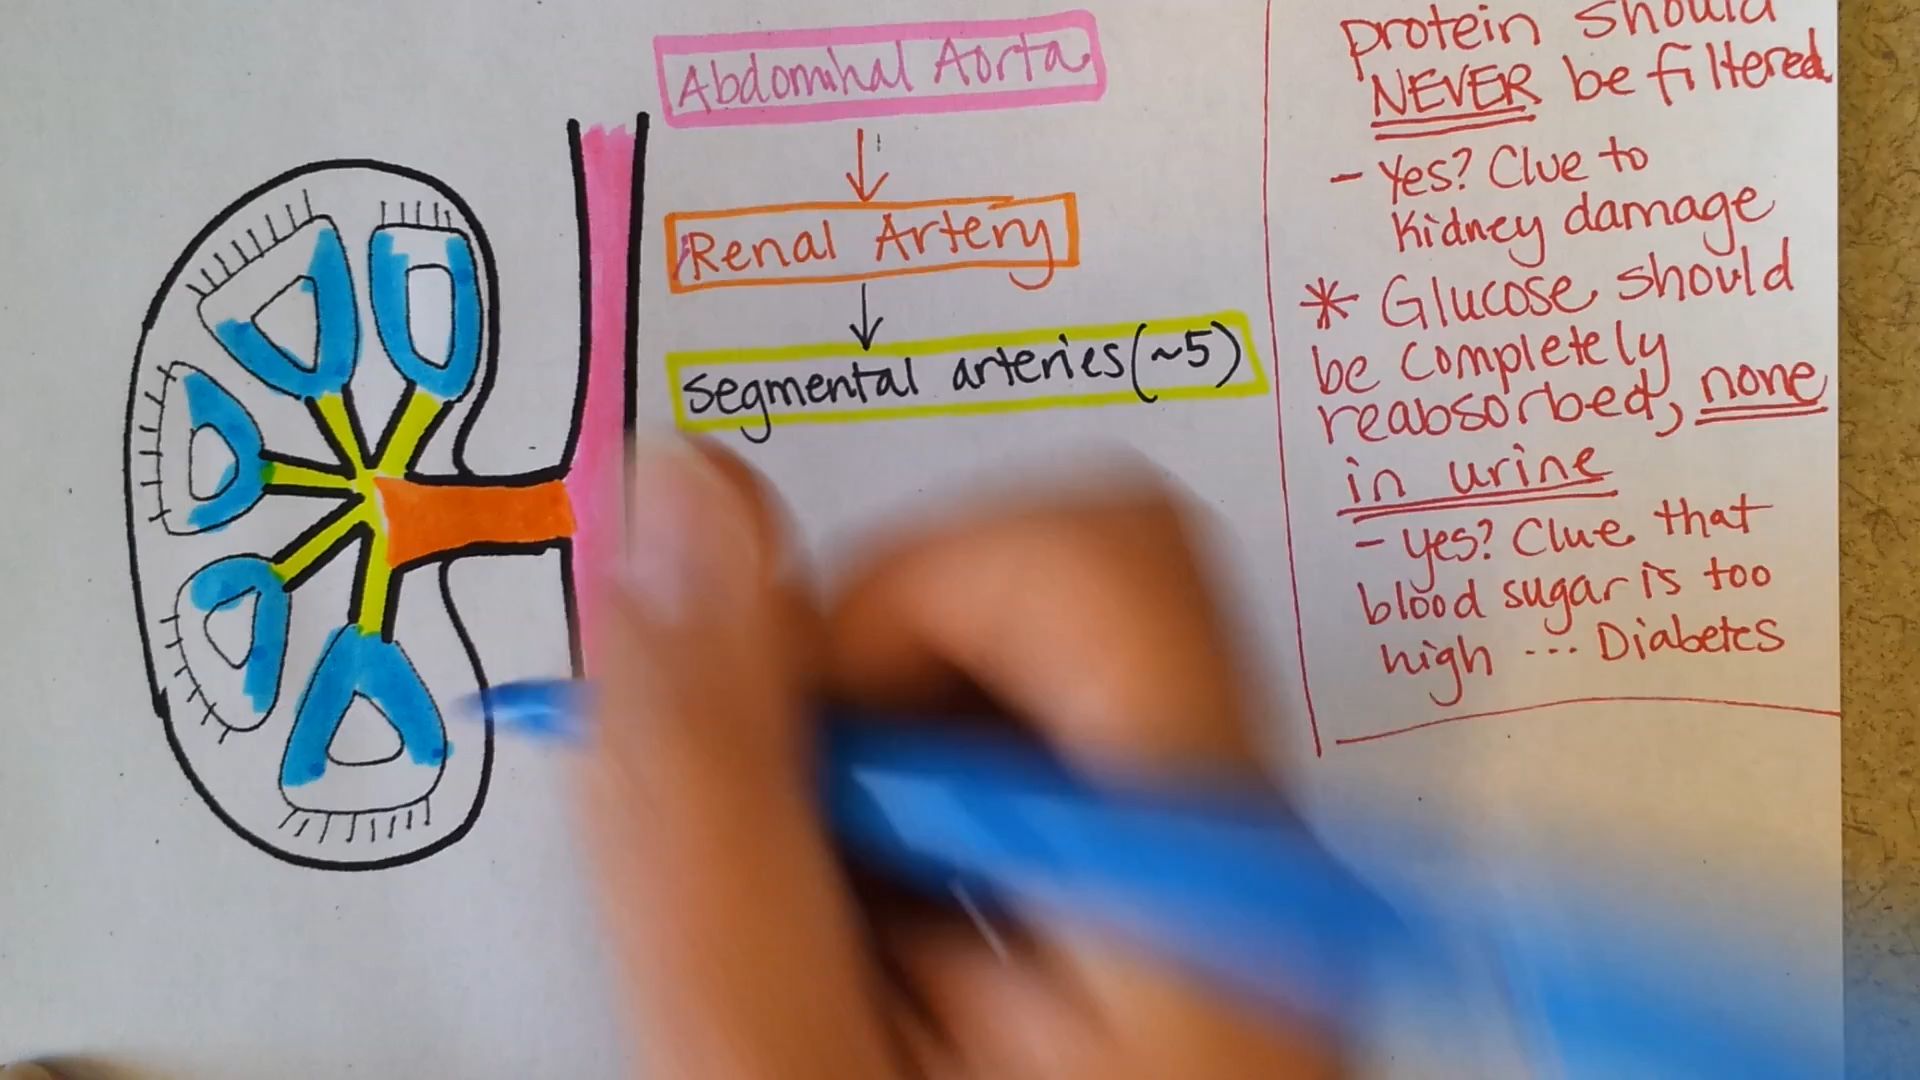 Abdominal Aorta
Renal Artery
segmental arteries (~5)
protein should
NEVER be filtered
- Yes? Clue to
Kidney damage
* Glucose should
be completely
reabsorbed, none
in urine
- yes? Clue that
blood sugar is too
high ... Diabetes